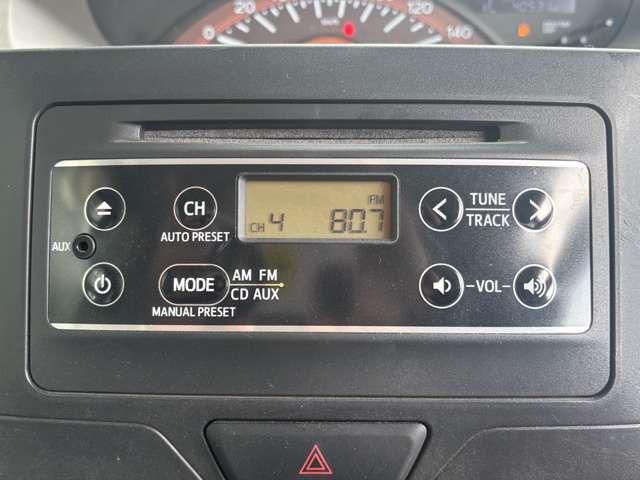 0 20 120 140
CH AUTO PRESET
AUX
MODE
MANUAL PRESET
AM FM
CD AUX
FM
CH 4 80.7
TUNE
TRACK
VOL